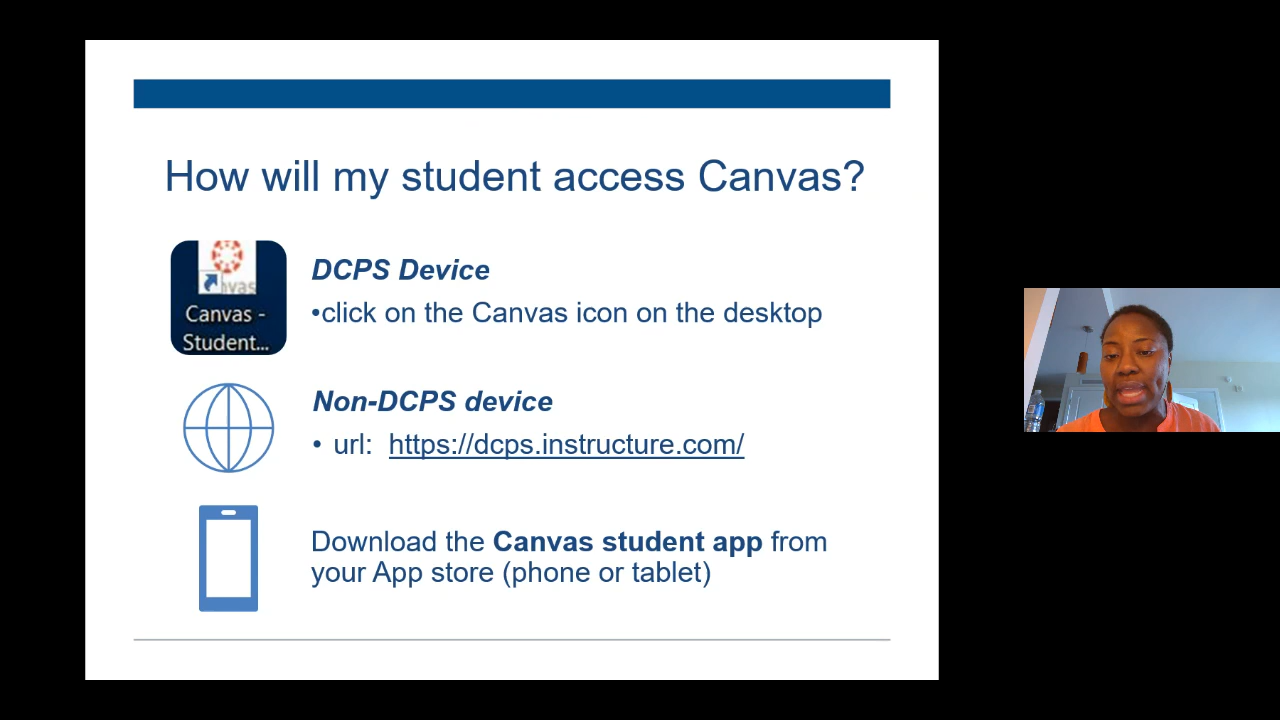 How will my student access Canvas?
nvas
Canvas -
Student...
DCPS Device
•click on the Canvas icon on the desktop
Non-DCPS device
• url: https://dcps.instructure.com/
Download the Canvas student app from
your App store (phone or tablet)